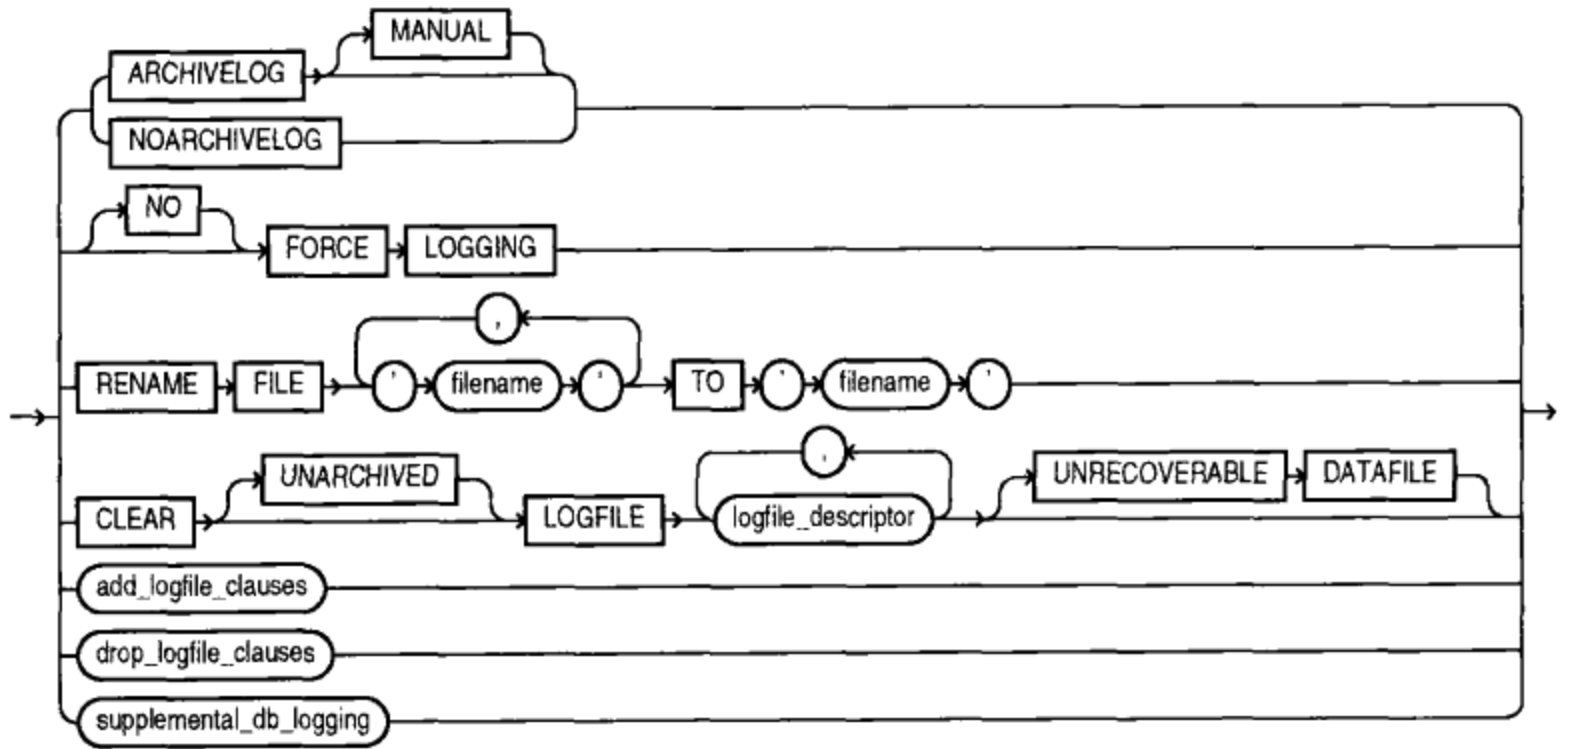 MANUAL
ARCHIVELOG
NOARCHIVELOG
NO
FORCE LOGGING
,
RENAME FILE ' filename ' TO ' filename '
,
UNARCHIVED UNRECOVERABLE DATAFILE
CLEAR LOGFILE logfile_descriptor
add_logfile_clauses
drop_logfile_clauses
supplemental_db_logging